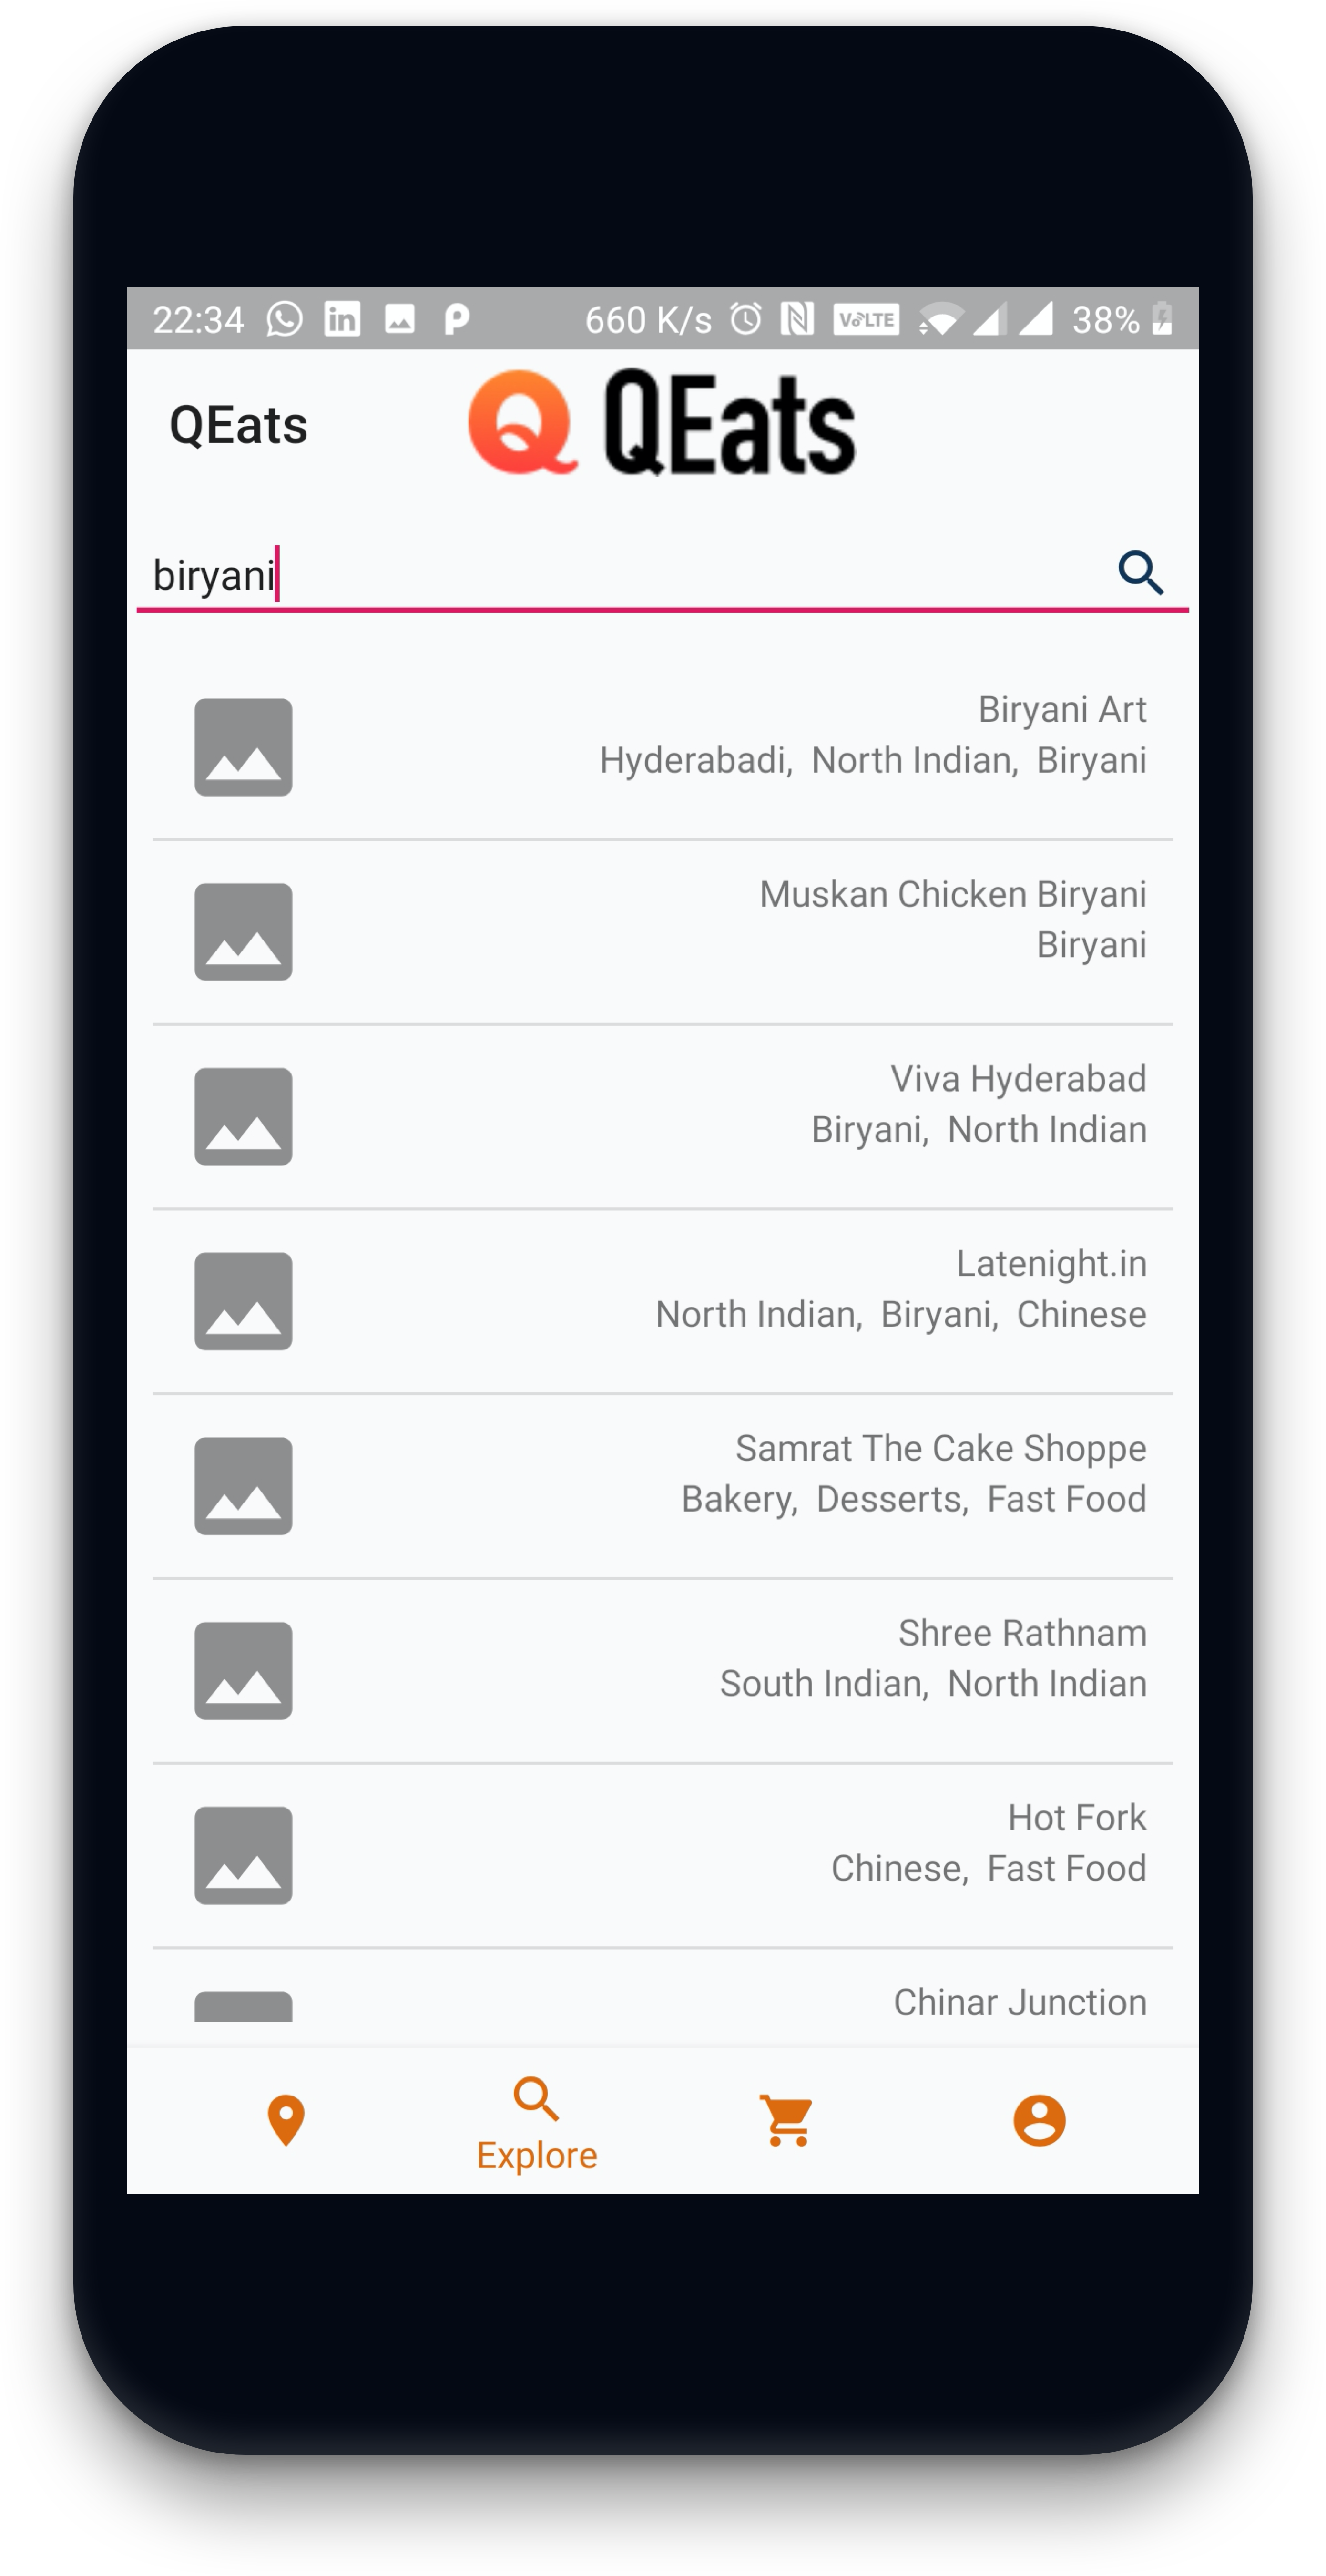 22:34 660 K/s VoLTE 38%
QEats QEats
biryani
Biryani Art
Hyderabadi, North Indian, Biryani
Muskan Chicken Biryani
Biryani
Viva Hyderabad
Biryani, North Indian
Latenight.in
North Indian, Biryani, Chinese
Samrat The Cake Shoppe
Bakery, Desserts, Fast Food
Shree Rathnam
South Indian, North Indian
Hot Fork
Chinese, Fast Food
Chinar Junction
Explore